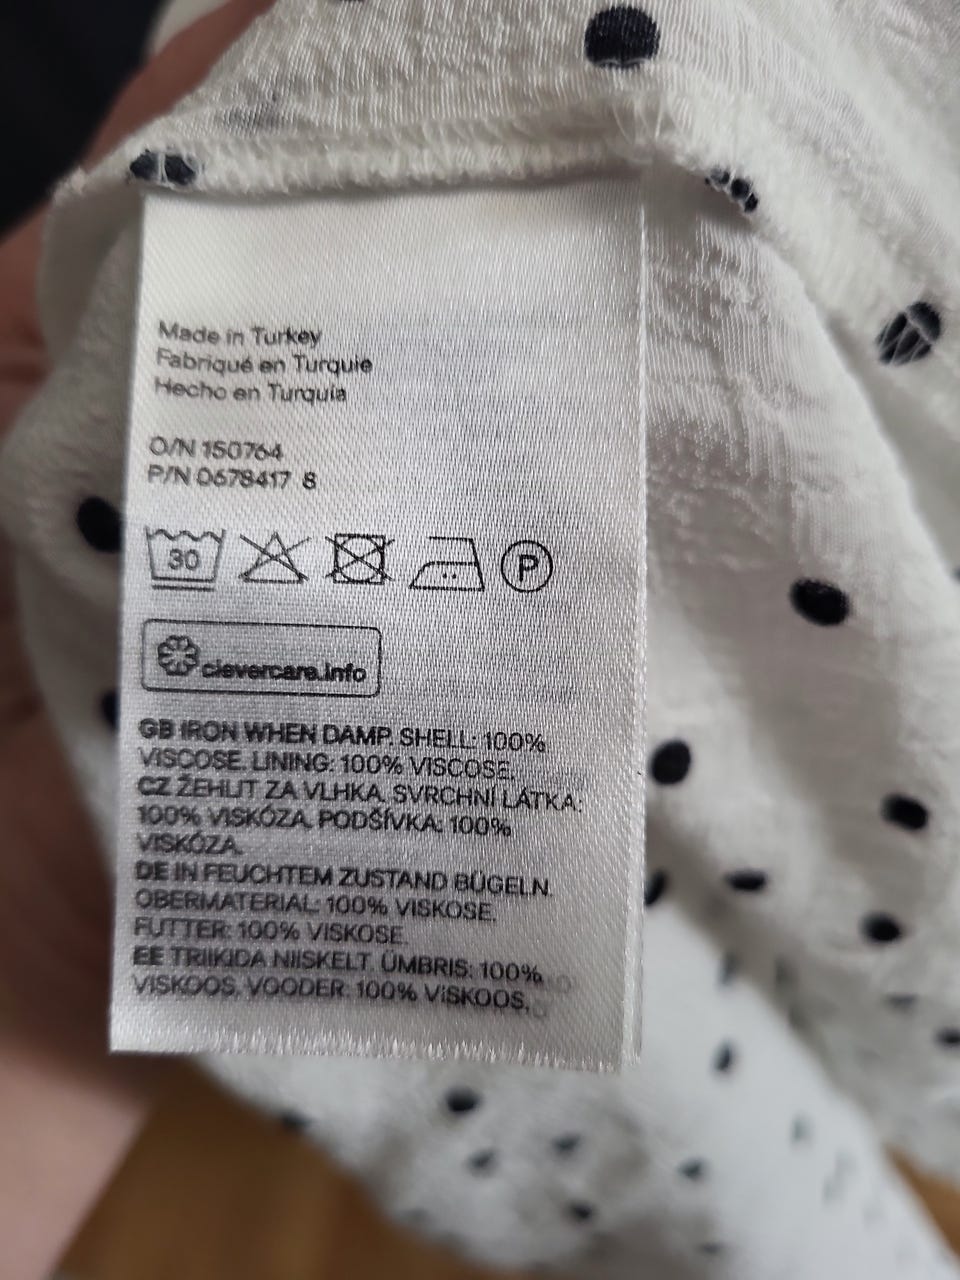 Made in Turkey
Fabriqué en Turquie
Hecho en Turquía
O/N 150764
P/N 0678417 8
30 P
clevercare.info
GB IRON WHEN DAMP. SHELL: 100%
VISCOSE. LINING: 100% VISCOSE.
CZ ŽEHLIT ZA VLHKA. SVRCHNÍ LÁTKA:
100% VISKÓZA. PODŠÍVKA: 100%
VISKÓZA.
DE IN FEUCHTEM ZUSTAND BÜGELN.
OBERMATERIAL: 100% VISKOSE.
FUTTER: 100% VISKOSE.
EE TRIIKIDA NIISKELT. ÜMBRIS: 100%
VISKOOS. VOODER: 100% VISKOOS.